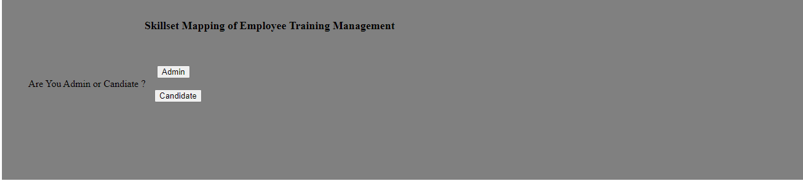 Skillset Mapping of Employee Training Management
Admin
Are You Admin or Candiate ?
Candidate